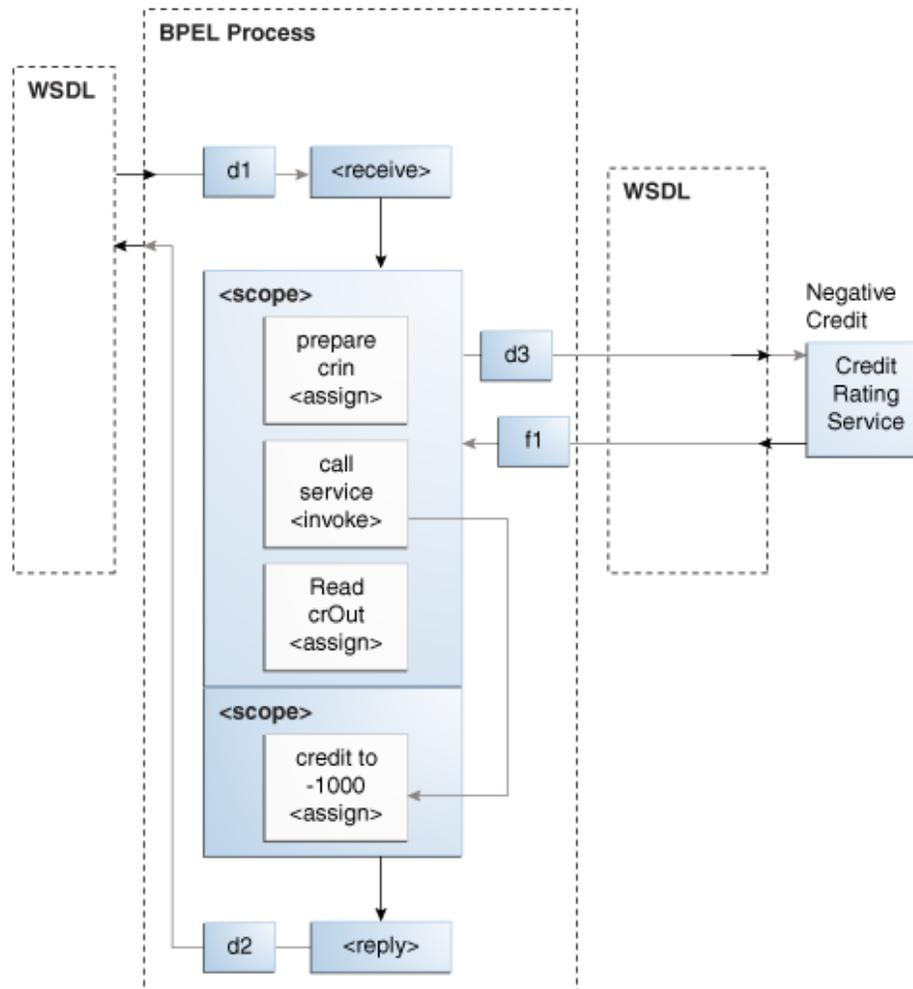 BPEL Process
WSDL
d1
<receive>
WSDL
<scope>
prepare
crin
<assign>
d3
Negative
Credit
Credit
Rating
Service
f1
call
service
<invoke>
Read
crOut
<assign>
<scope>
credit to
-1000
<assign>
d2
<reply>